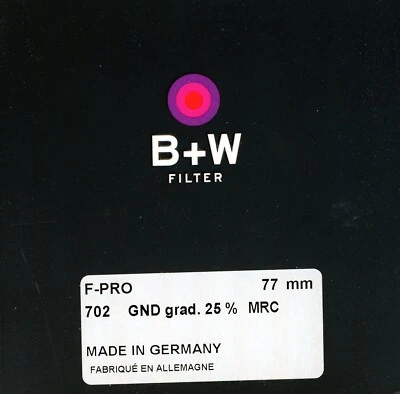 B+W
FILTER
F-PRO 77 mm
702 GND grad. 25 % MRC
MADE IN GERMANY
FABRIQUÉ EN ALLEMAGNE